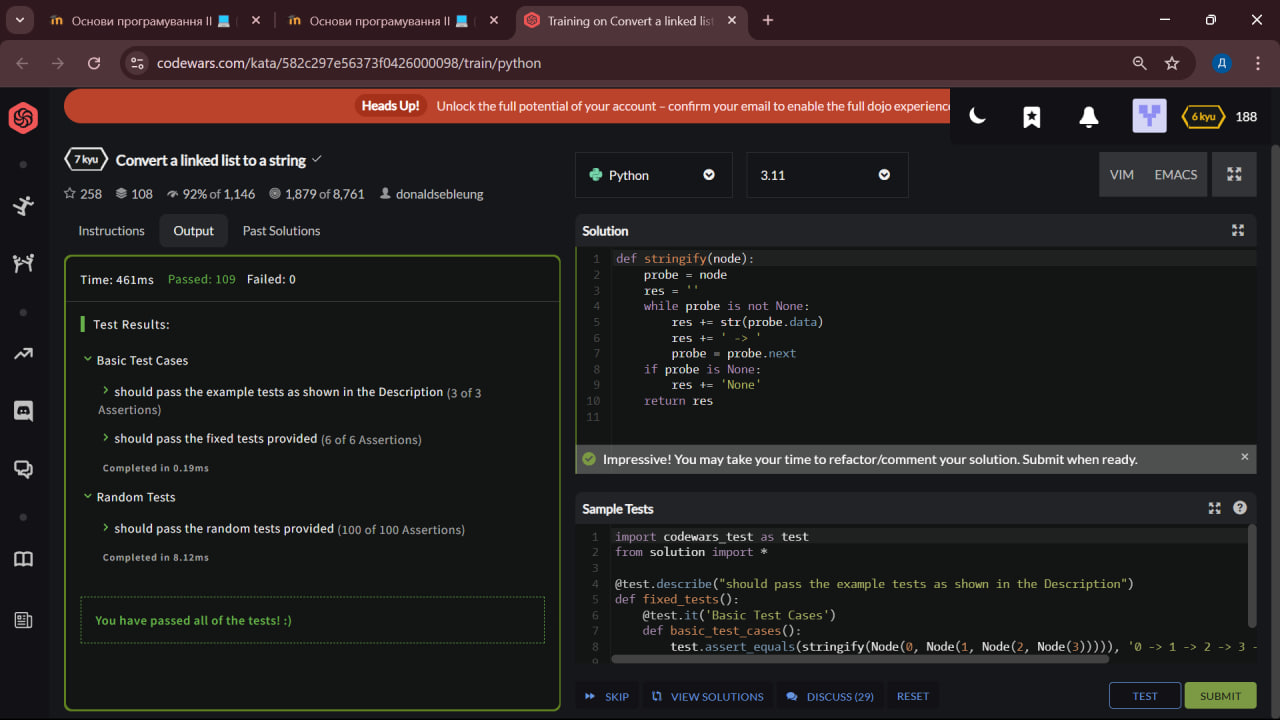 Основи програмування II
Основи програмування II
Training on Convert a linked list
codewars.com/kata/582c297e56373f0426000098/train/python
Д
Heads Up! Unlock the full potential of your account – confirm your email to enable the full dojo experience
6 kyu 188
7 kyu Convert a linked list to a string
258 108 92% of 1,146 1,879 of 8,761 donaldsebleung
Python
3.11
VIM EMACS
Instructions Output Past Solutions
Time: 461ms Passed: 109 Failed: 0
Test Results:
Basic Test Cases
should pass the example tests as shown in the Description (3 of 3
Assertions)
should pass the fixed tests provided (6 of 6 Assertions)
Completed in 0.19ms
Random Tests
should pass the random tests provided (100 of 100 Assertions)
Completed in 8.12ms
You have passed all of the tests! :)
Solution
1 def stringify(node):
2 probe = node
3 res = ''
4 while probe is not None:
5 res += str(probe.data)
6 res += ' -> '
7 probe = probe.next
8 if probe is None:
9 res += 'None'
10 return res
11
Impressive! You may take your time to refactor/comment your solution. Submit when ready.
Sample Tests
1 import codewars_test as test
2 from solution import *
3
4 @test.describe("should pass the example tests as shown in the Description")
5 def fixed_tests():
6 @test.it('Basic Test Cases')
7 def basic_test_cases():
8 test.assert_equals(stringify(Node(0, Node(1, Node(2, Node(3))))), '0 -> 1 -> 2 -> 3 -
9
SKIP VIEW SOLUTIONS DISCUSS (29) RESET
TEST SUBMIT